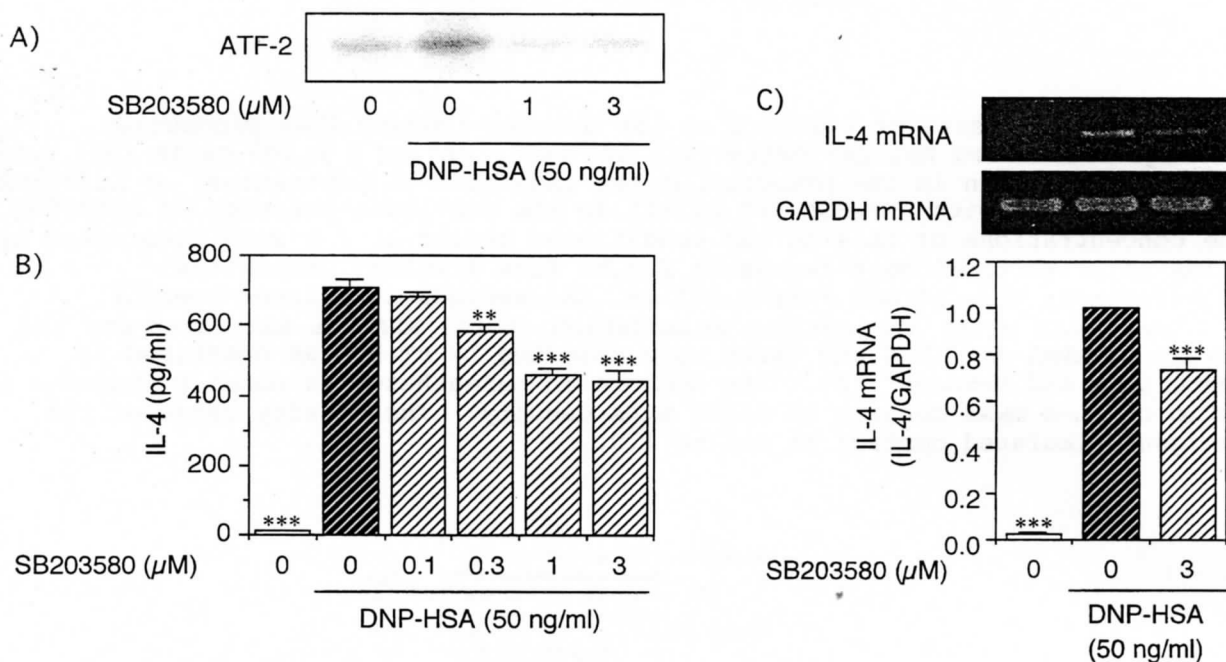 A)
ATF-2
SB203580 (µM) 0 0 1 3
DNP-HSA (50 ng/ml)
B)
IL-4 (pg/ml)
800
600
400
200
0
***
**
***
***
SB203580 (µM) 0 0 0.1 0.3 1 3
DNP-HSA (50 ng/ml)
C)
IL-4 mRNA
GAPDH mRNA
IL-4 mRNA
(IL-4/GAPDH)
1.2
1.0
0.8
0.6
0.4
0.2
0.0
***
***
SB203580 (µM) 0 0 3
DNP-HSA
(50 ng/ml)